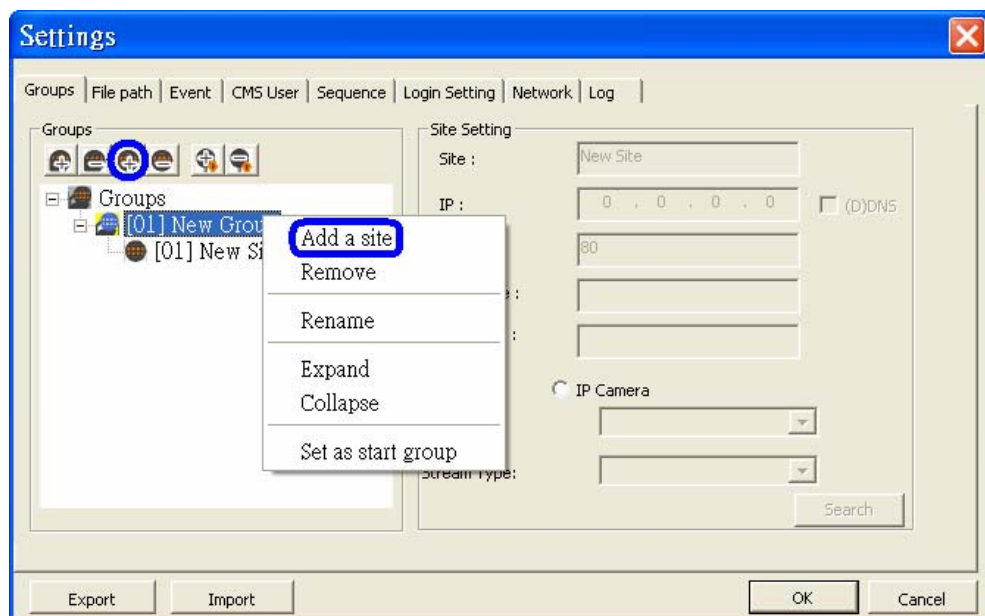 Settings
Groups File path Event CMS User Sequence Login Setting Network Log
Groups
Groups
[01] New Grou
[01] New Si
Add a site
Remove
Rename
Expand
Collapse
Set as start group
Site Setting
Site : New Site
IP : 0 . 0 . 0 . 0 (D)DNS
80
:
:
IP Camera
Stream Type:
Search
Export Import OK Cancel